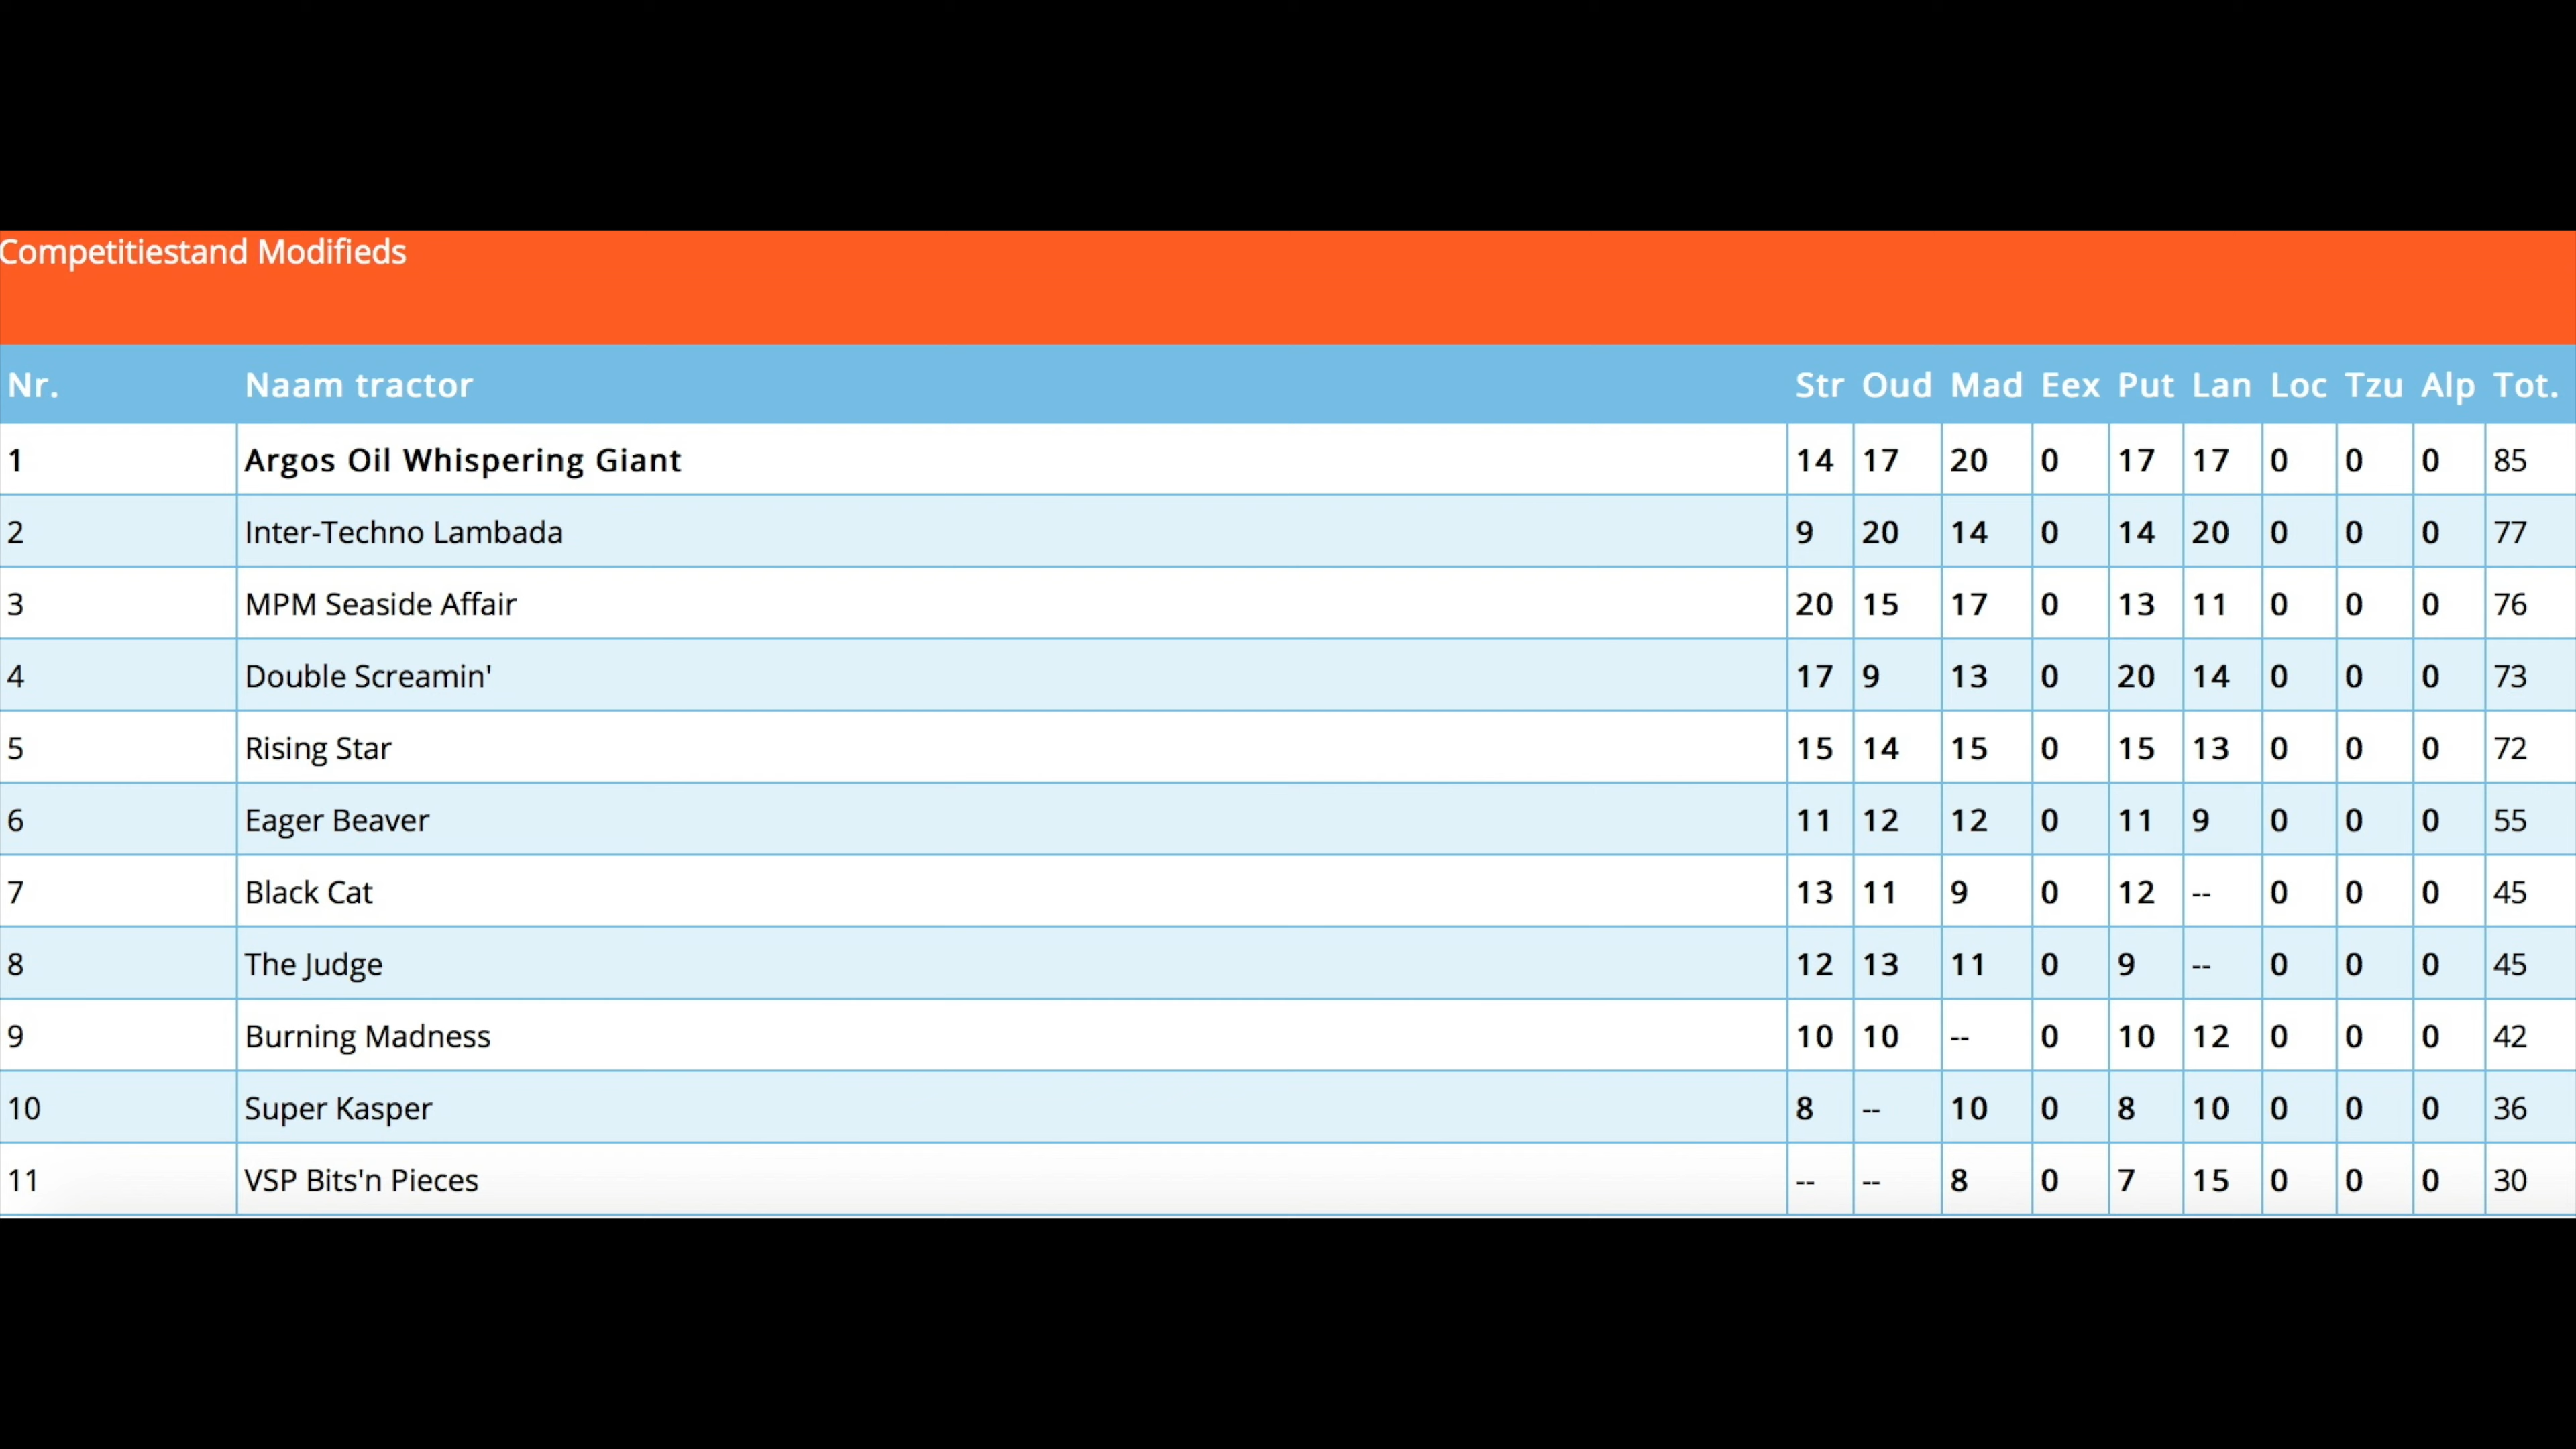 Competitiestand Modifieds
Nr. Naam tractor Str Oud Mad Eex Put Lan Loc Tzu Alp Tot.
1 Argos Oil Whispering Giant 14 17 20 0 17 17 0 0 0 85
2 Inter-Techno Lambada 9 20 14 0 14 20 0 0 0 77
3 MPM Seaside Affair 20 15 17 0 13 11 0 0 0 76
4 Double Screamin' 17 9 13 0 20 14 0 0 0 73
5 Rising Star 15 14 15 0 15 13 0 0 0 72
6 Eager Beaver 11 12 12 0 11 9 0 0 0 55
7 Black Cat 13 11 9 0 12 -- 0 0 0 45
8 The Judge 12 13 11 0 9 -- 0 0 0 45
9 Burning Madness 10 10 -- 0 10 12 0 0 0 42
10 Super Kasper 8 -- 10 0 8 10 0 0 0 36
11 VSP Bits'n Pieces -- -- 8 0 7 15 0 0 0 30